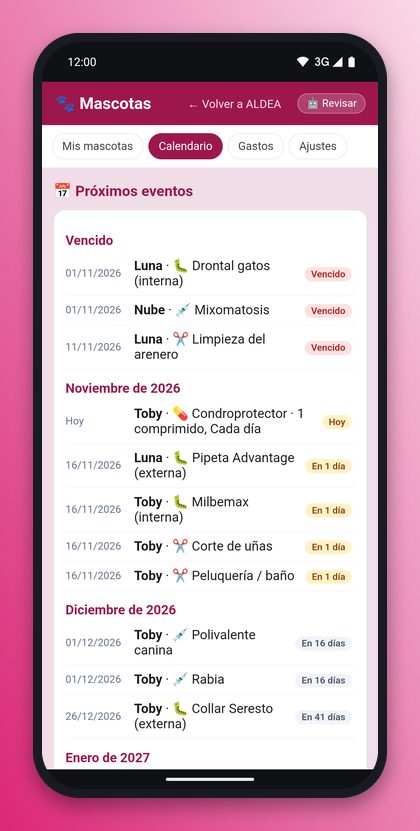 12:00
3G
🐾 Mascotas
← Volver a ALDEA
🤖 Revisar
Mis mascotas
Calendario
Gastos
Ajustes
📅 Próximos eventos
Vencido
01/11/2026 Luna · 🐛 Drontal gatos
(interna)
Vencido
01/11/2026 Nube · 💉 Mixomatosis Vencido
11/11/2026 Luna · ✂️ Limpieza del
arenero
Vencido
Noviembre de 2026
Hoy Toby · 💊 Condroprotector · 1
comprimido, Cada día
Hoy
16/11/2026 Luna · 🐛 Pipeta Advantage
(externa)
En 1 día
16/11/2026 Toby · 🐛 Milbemax
(interna)
En 1 día
16/11/2026 Toby · ✂️ Corte de uñas En 1 día
16/11/2026 Toby · ✂️ Peluquería / baño En 1 día
Diciembre de 2026
01/12/2026 Toby · 💉 Polivalente
canina
En 16 días
01/12/2026 Toby · 💉 Rabia En 16 días
26/12/2026 Toby · 🐛 Collar Seresto
(externa)
En 41 días
Enero de 2027